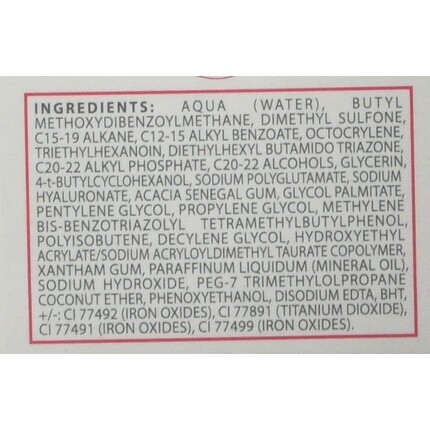 INGREDIENTS: AQUA (WATER), BUTYL
METHOXYDIBENZOYLMETHANE, DIMETHYL SULFONE,
C15-19 ALKANE, C12-15 ALKYL BENZOATE, OCTOCRYLENE,
TRIETHYLHEXANOIN, DIETHYLHEXYL BUTAMIDO TRIAZONE,
C20-22 ALKYL PHOSPHATE, C20-22 ALCOHOLS, GLYCERIN,
4-t-BUTYLCYCLOHEXANOL, SODIUM POLYGLUTAMATE, SODIUM
HYALURONATE, ACACIA SENEGAL GUM, GLYCOL PALMITATE,
PENTYLENE GLYCOL, PROPYLENE GLYCOL, METHYLENE
BIS-BENZOTRIAZOLYL TETRAMETHYLBUTYLPHENOL,
POLYISOBUTENE, DECYLENE GLYCOL, HYDROXYETHYL
ACRYLATE/SODIUM ACRYLOYLDIMETHYL TAURATE COPOLYMER,
XANTHAM GUM, PARAFFINUM LIQUIDUM (MINERAL OIL),
SODIUM HYDROXIDE, PEG-7 TRIMETHYLOLPROPANE
COCONUT ETHER, PHENOXYETHANOL, DISODIUM EDTA, BHT,
+/-: CI 77492 (IRON OXIDES), CI 77891 (TITANIUM DIOXIDE),
CI 77491 (IRON OXIDES), CI 77499 (IRON OXIDES).